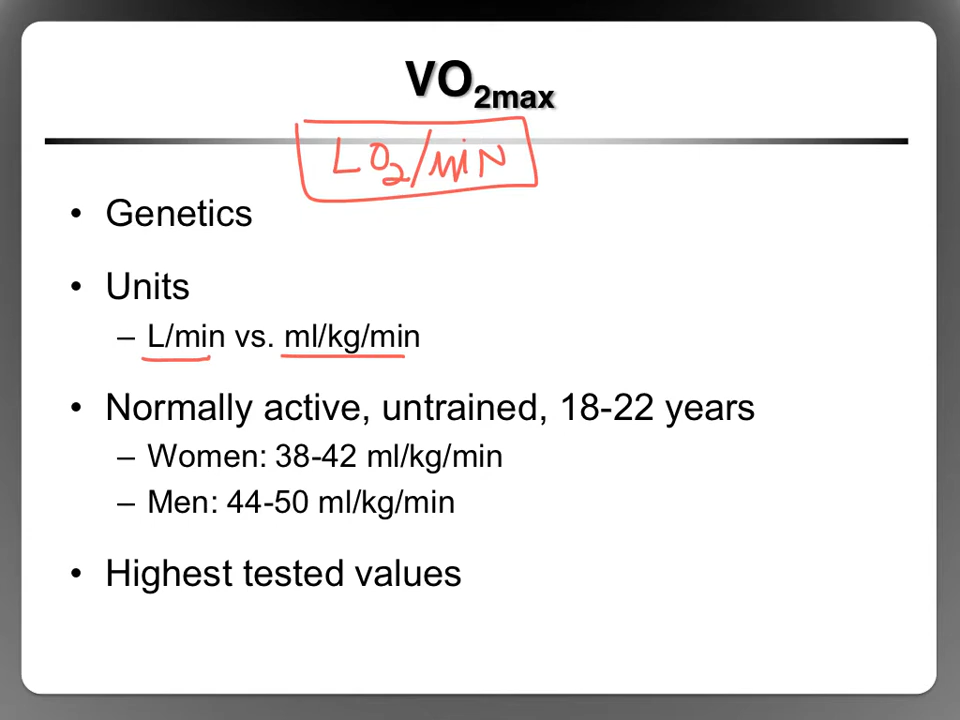 VO2max
L O2/min
• Genetics
• Units
– L/min vs. ml/kg/min
• Normally active, untrained, 18-22 years
– Women: 38-42 ml/kg/min
– Men: 44-50 ml/kg/min
• Highest tested values